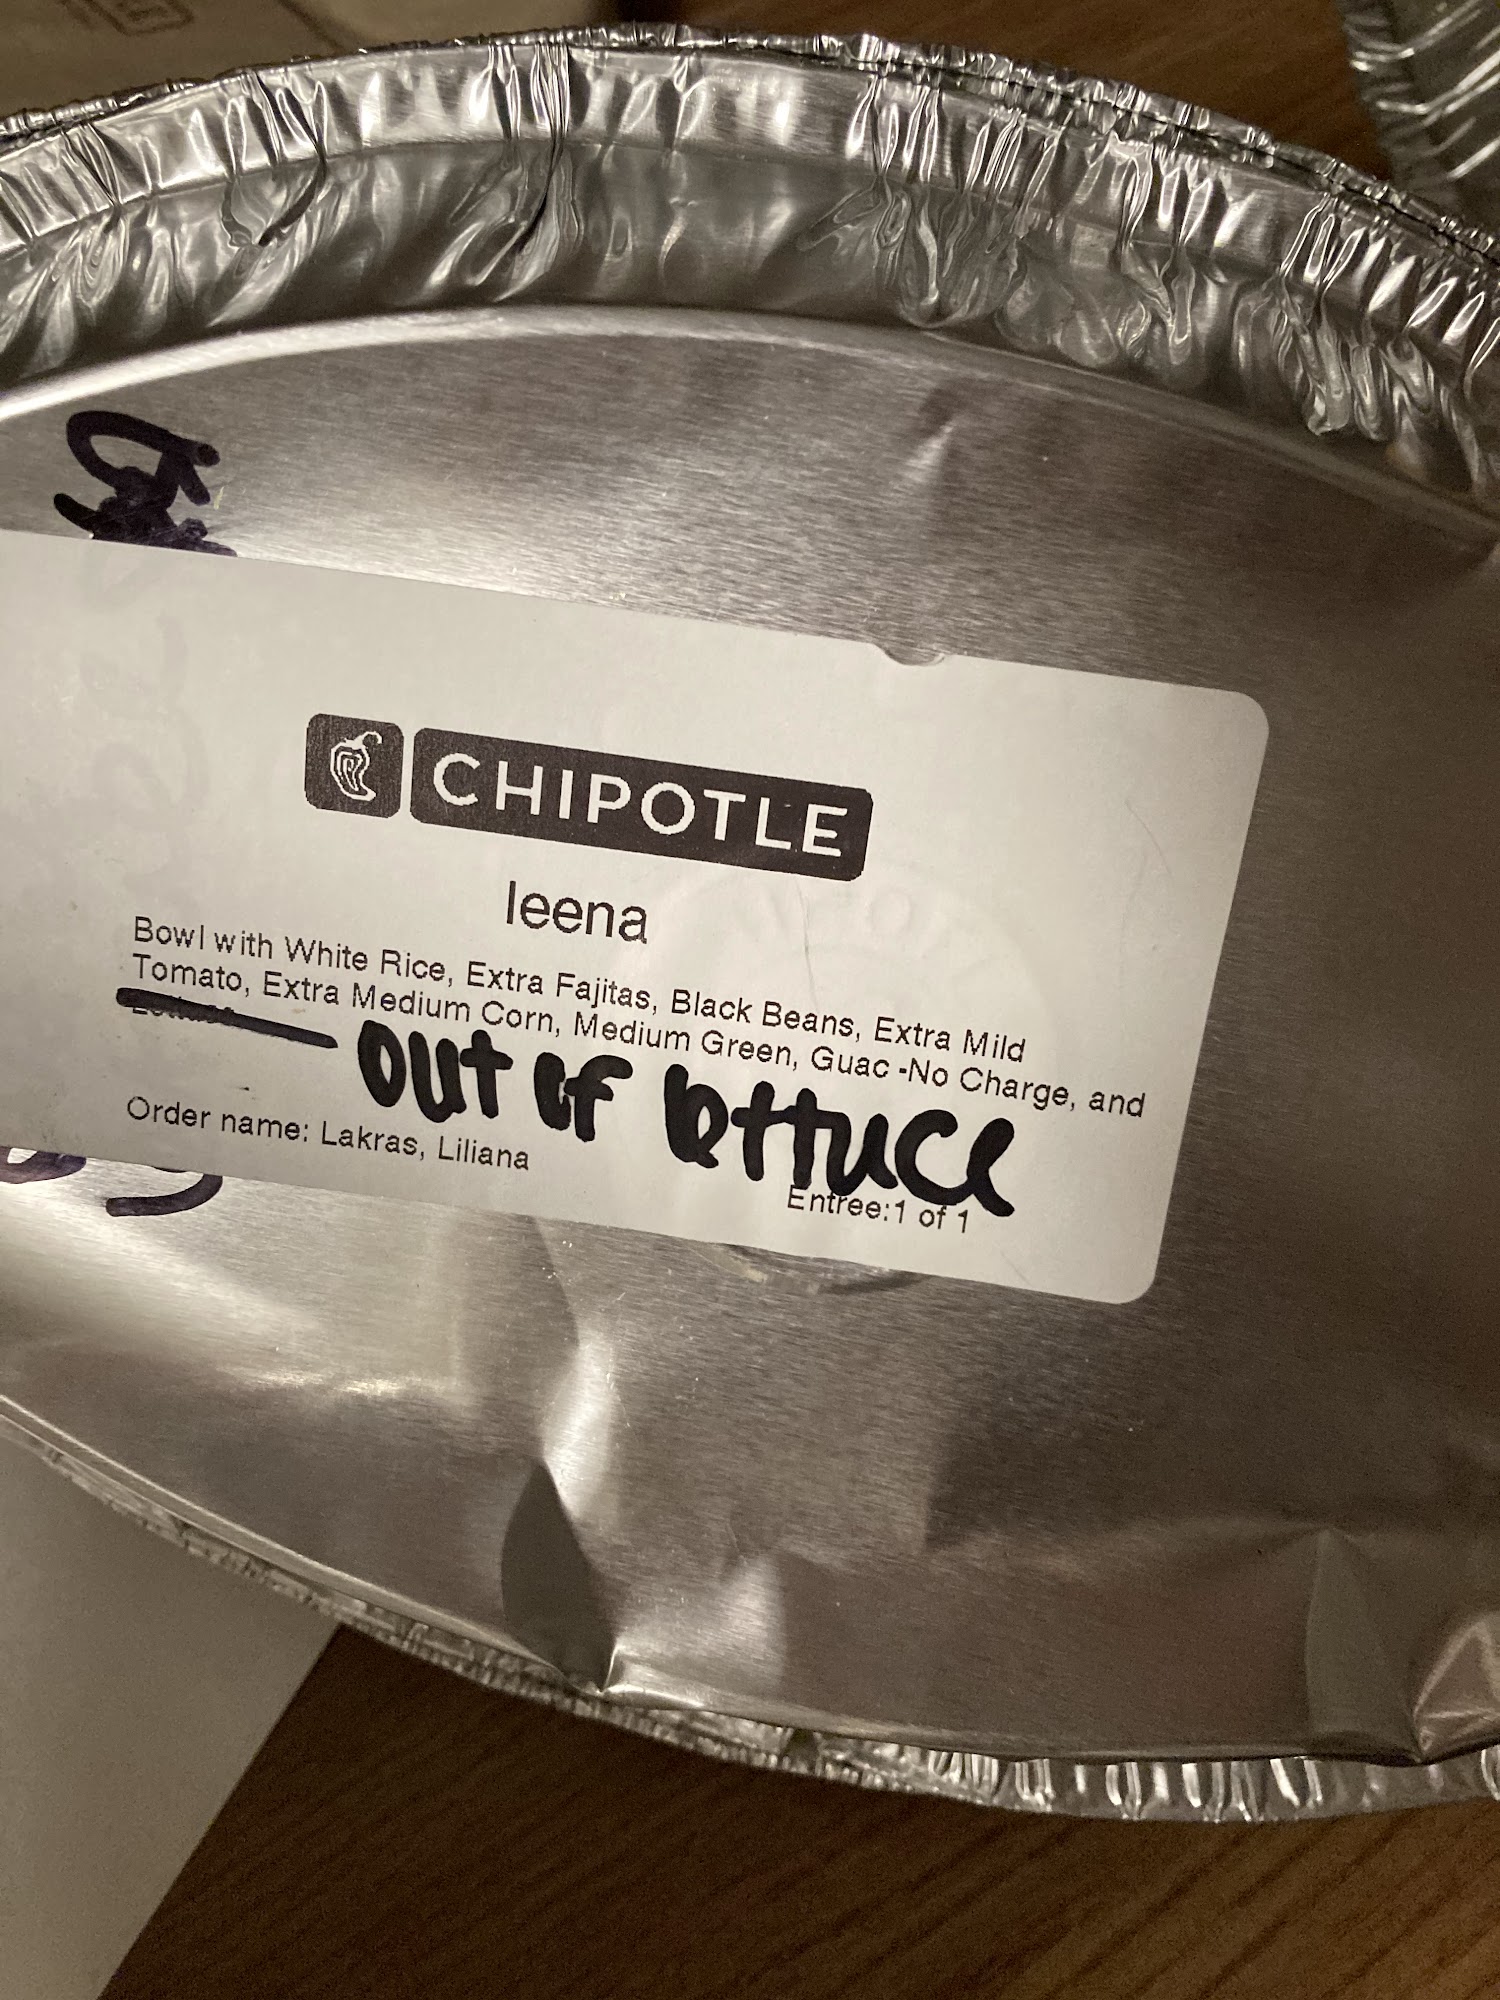 CHIPOTLE
leena
Bowl with White Rice, Extra Fajitas, Black Beans, Extra Mild
Tomato, Extra Medium Corn, Medium Green, Guac -No Charge, and
Lettuce
out of lettuce
Order name: Lakras, Liliana
Entree:1 of 1